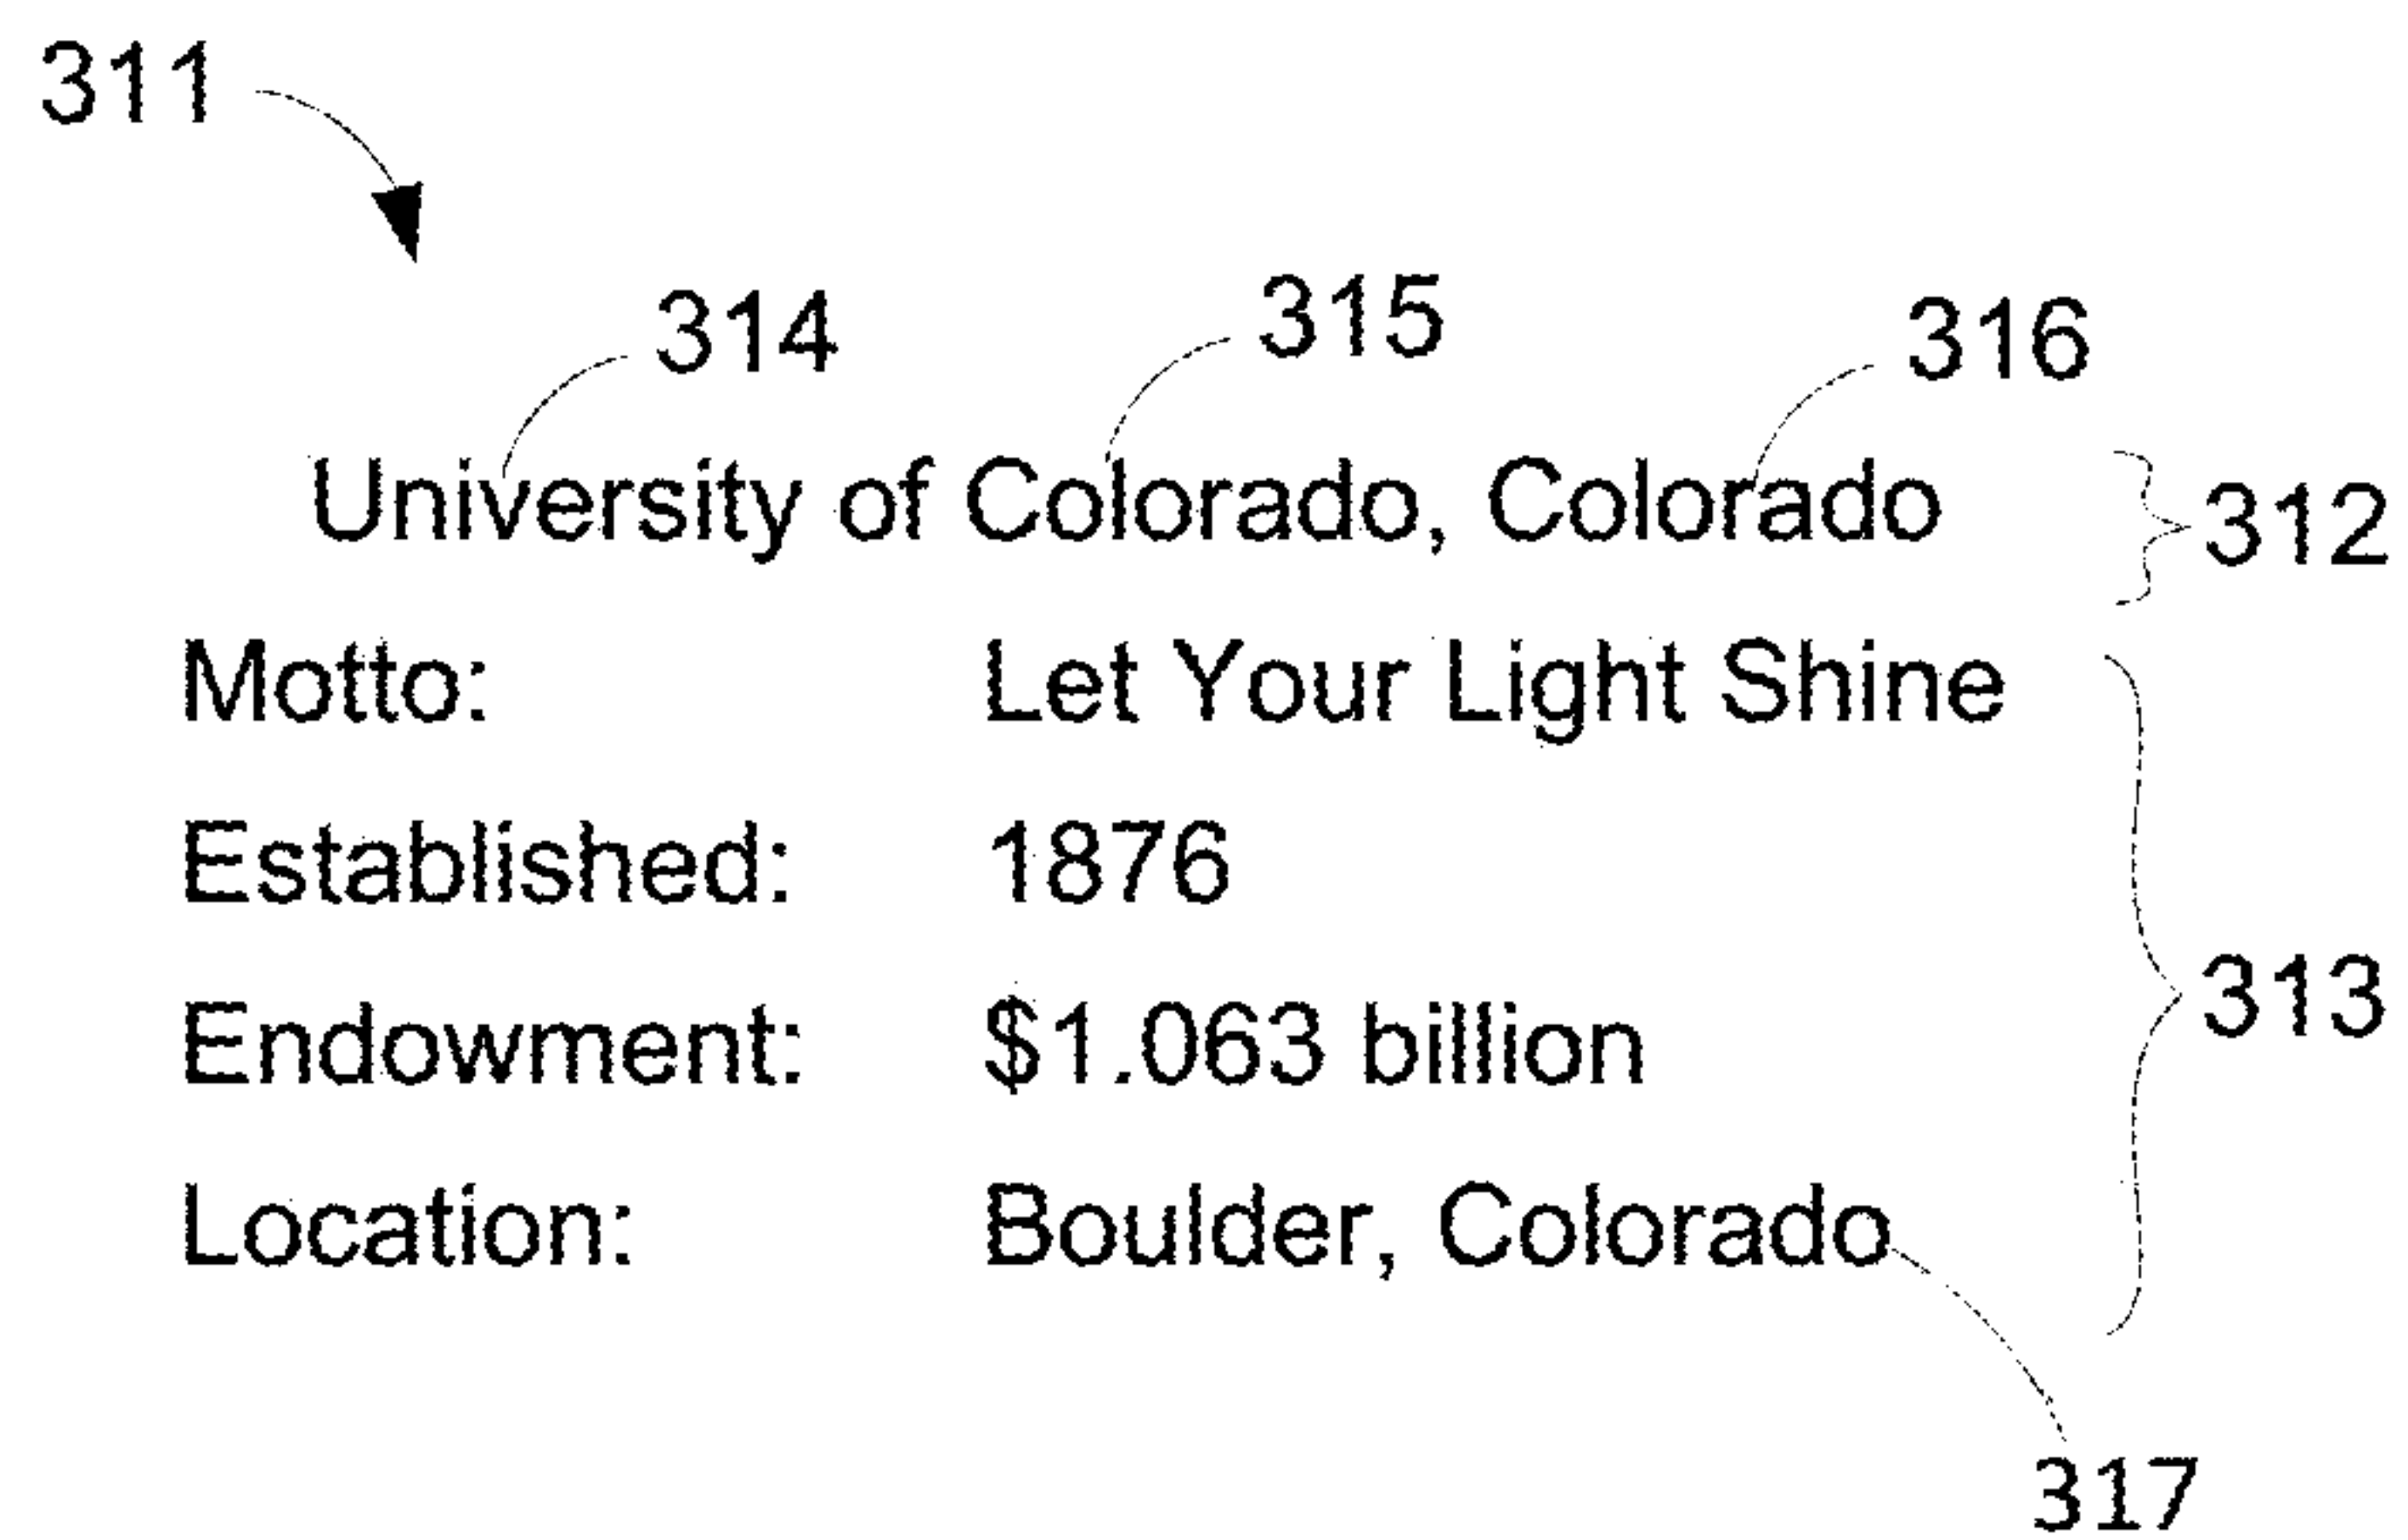 311
314 315 316
University of Colorado, Colorado 312
Motto: Let Your Light Shine
Established: 1876
Endowment: $1.063 billion 313
Location: Boulder, Colorado
317